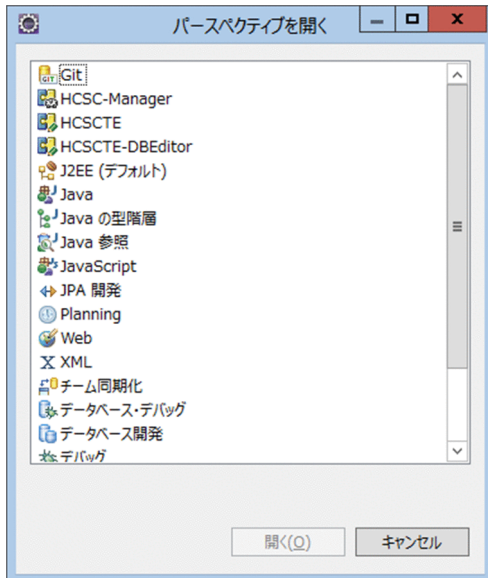 パースペクティブを開く
Git
HCSC-Manager
HCSCTE
HCSCTE-DBEditor
J2EE (デフォルト)
Java
Java の型階層
Java 参照
JavaScript
JPA 開発
Planning
Web
XML
チーム同期化
データベース・デバッグ
データベース開発
デバッグ
開く(O)
キャンセル